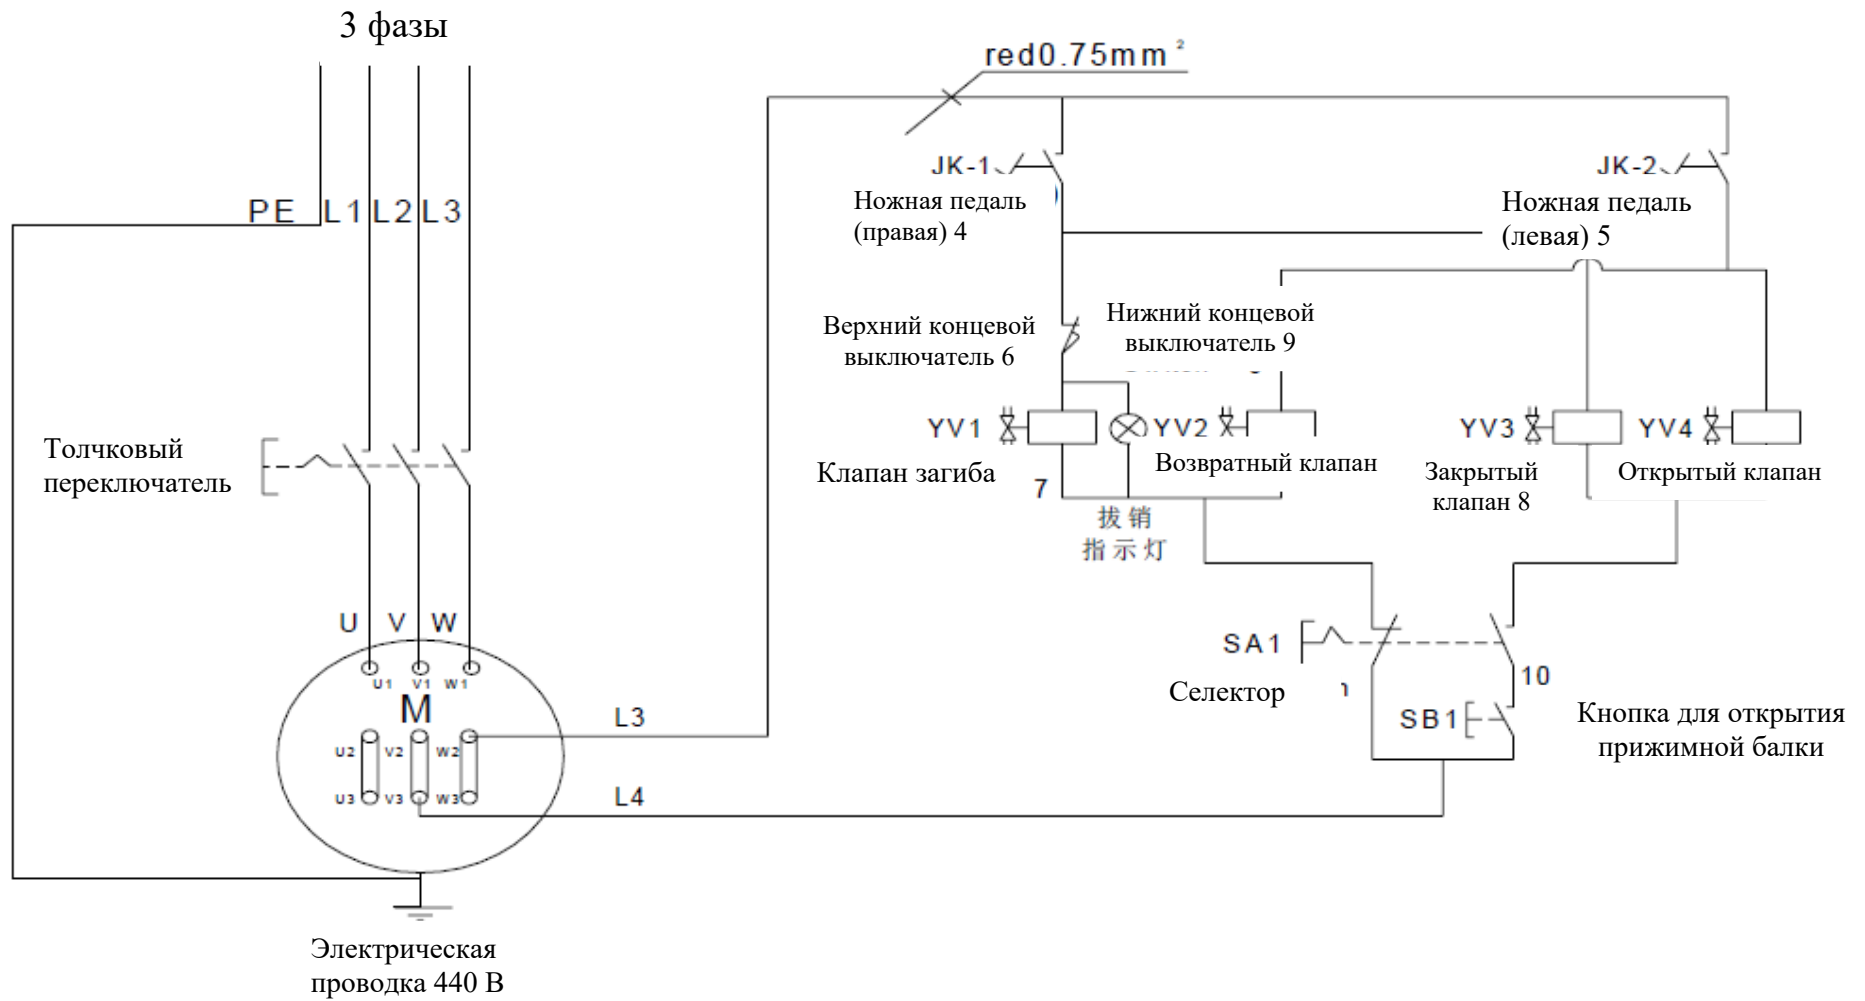 3 фазы
red0.75mm²
JK-1
JK-2
Ножная педаль
(правая) 4
Ножная педаль
(левая) 5
PE L1 L2 L3
Верхний концевой
выключатель 6
Нижний концевой
выключатель 9
YV1
YV2
YV3
YV4
Толчковый
переключатель
Клапан загиба
Возвратный клапан
Закрытый
клапан 8
Открытый клапан
7
拔销
指示灯
U V W
SA1
Селектор
10
U1 V1 W1
M
L3
SB1
Кнопка для открытия
прижимной балки
U2 V2 W2
U3 V3 W3
L4
Электрическая
проводка 440 В